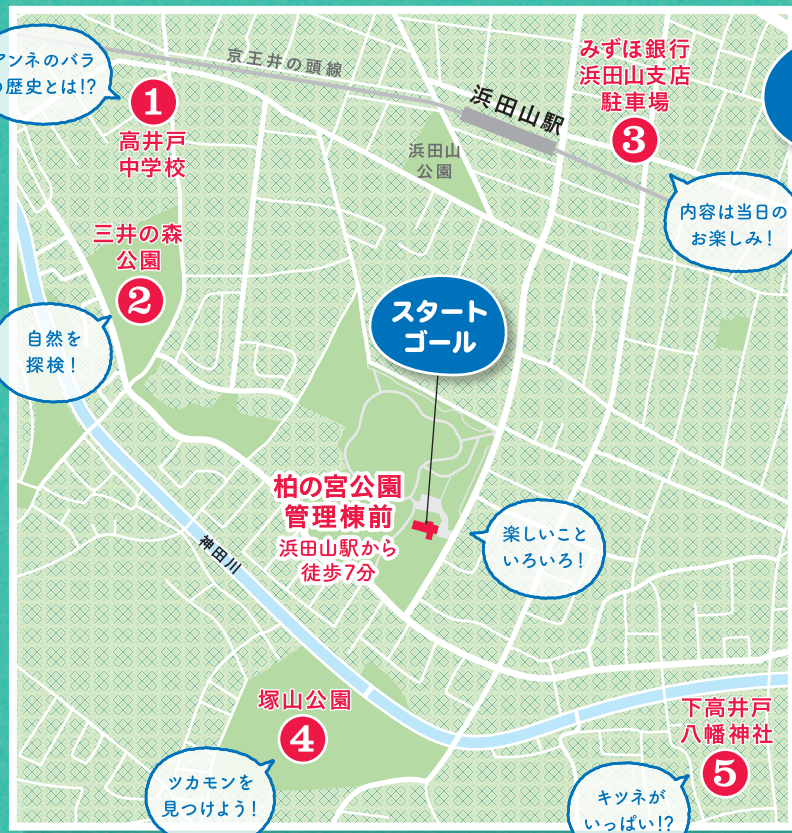 アンネのバラ
の歴史とは!?
1
高井戸
中学校
京王井の頭線
浜田山駅
浜田山
公園
みずほ銀行
浜田山支店
駐車場
3
内容は当日の
お楽しみ!
三井の森
公園
2
自然を
探検!
スタート
ゴール
柏の宮公園
管理棟前
浜田山駅から
徒歩7分
楽しいこと
いろいろ!
神田川
塚山公園
4
ツカモンを
見つけよう!
下高井戸
八幡神社
5
キツネが
いっぱい!?